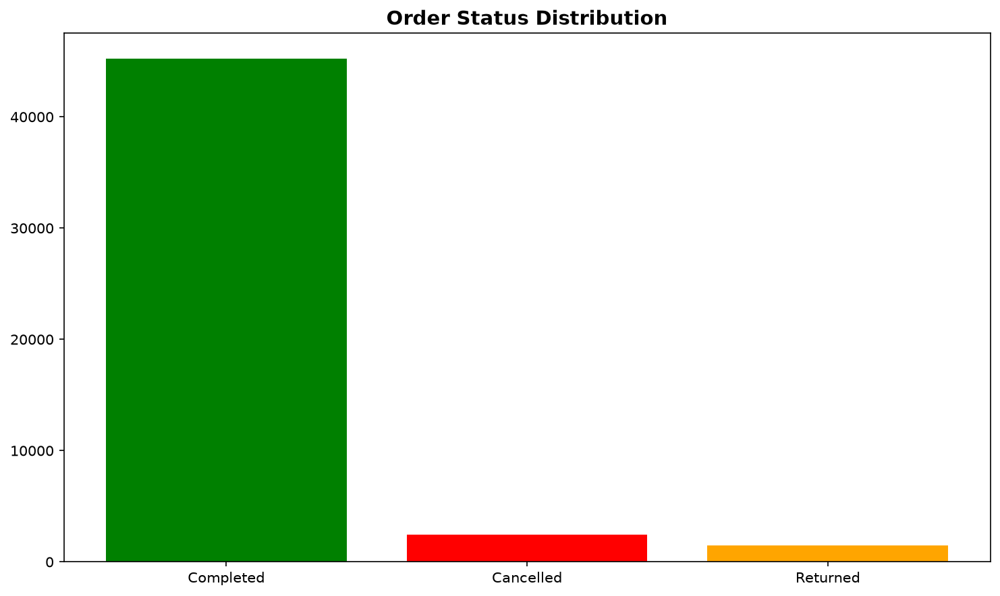 Order Status Distribution
40000
30000
20000
10000
0
Completed
Cancelled
Returned